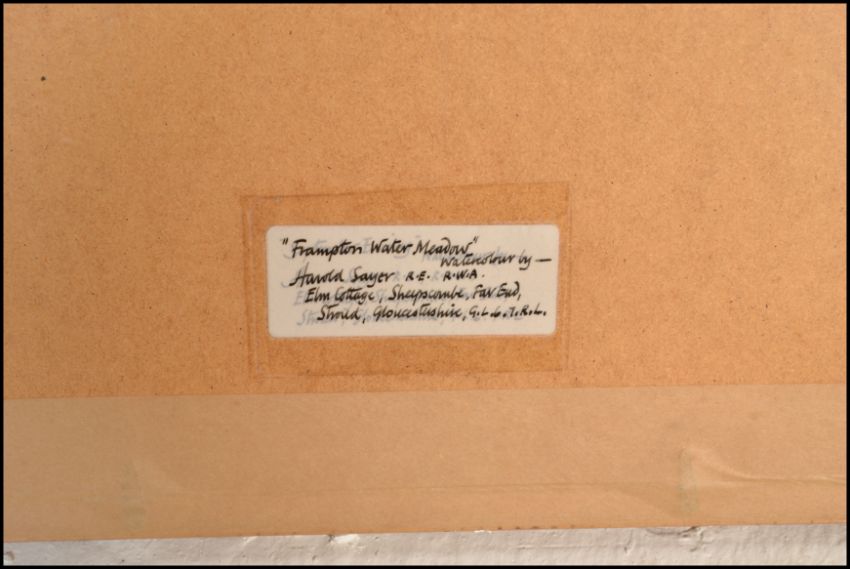 "Frampton Water Meadow"
Watercolour by —
Harold Sayer R.E. R.W.A.
Elm Cottage, Sheepscombe, Far End,
Stroud, Gloucestershire, G.L.6.7.R.L.